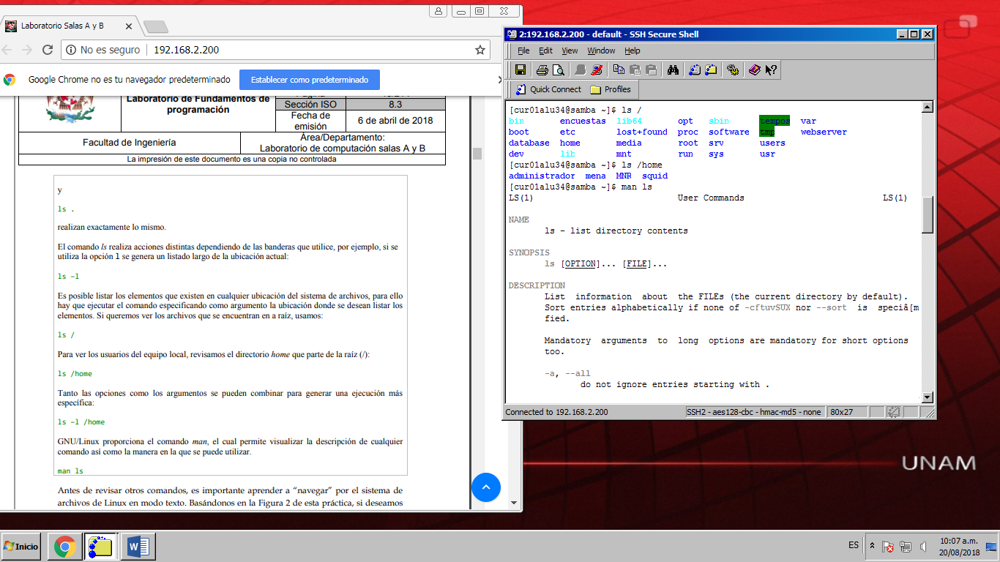 Laboratorio Salas A y B
No es seguro 192.168.2.200
Google Chrome no es tu navegador predeterminado Establecer como predeterminado
Laboratorio de Fundamentos de
programación
Sección ISO 8.3
Fecha de
emisión
6 de abril de 2018
Facultad de Ingeniería
Área/Departamento:
Laboratorio de computación salas A y B
La impresión de este documento es una copia no controlada
y
ls .
realizan exactamente lo mismo.
El comando ls realiza acciones distintas dependiendo de las banderas que utilice, por ejemplo, si se
utiliza la opción l se genera un listado largo de la ubicación actual:
ls –l
Es posible listar los elementos que existen en cualquier ubicación del sistema de archivos, para ello
hay que ejecutar el comando especificando como argumento la ubicación donde se desean listar los
elementos. Si queremos ver los archivos que se encuentran en a raíz, usamos:
ls /
Para ver los usuarios del equipo local, revisamos el directorio home que parte de la raíz (/):
ls /home
Tanto las opciones como los argumentos se pueden combinar para generar una ejecución más
específica:
ls -l /home
GNU/Linux proporciona el comando man, el cual permite visualizar la descripción de cualquier
comando así como la manera en la que se puede utilizar.
man ls
Antes de revisar otros comandos, es importante aprender a “navegar” por el sistema de
archivos de Linux en modo texto. Basándonos en la Figura 2 de esta práctica, si deseamos
2:192.168.2.200 - default - SSH Secure Shell
File Edit View Window Help
Quick Connect Profiles
[cur01alu34@samba ~]$ ls /
bin encuestas lib64 opt sbin tempos var
boot etc lost+found proc software tmp webserver
database home media root srv users
dev lib mnt run sys usr
[cur01alu34@samba ~]$ ls /home
administrador mena MNR squid
[cur01alu34@samba ~]$ man ls
LS(1) User Commands LS(1)
NAME
ls - list directory contents
SYNOPSIS
ls [OPTION]... [FILE]...
DESCRIPTION
List information about the FILEs (the current directory by default).
Sort entries alphabetically if none of -cftuvSUX nor --sort is speciâ[m
fied.
Mandatory arguments to long options are mandatory for short options
too.
-a, --all
do not ignore entries starting with .
Connected to 192.168.2.200 SSH2 - aes128-cbc - hmac-md5 - none 80x27
UNAM
Inicio
ES
10:07 a.m.
20/08/2018